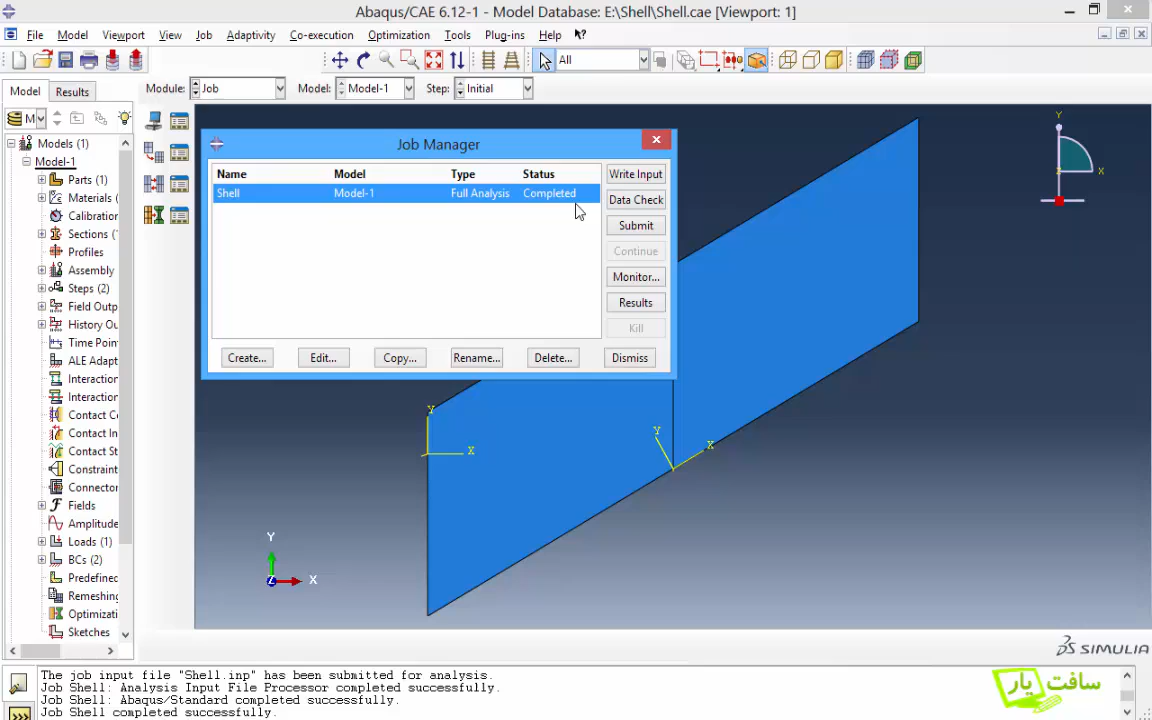 Abaqus/CAE 6.12-1 - Model Database: E:\Shell\Shell.cae [Viewport: 1]
File Model Viewport View Job Adaptivity Co-execution Optimization Tools Plug-ins Help
All
Model Results Module: Job Model: Model-1 Step: Initial
M
Models (1)
Model-1
Parts (1)
Materials
Calibration
Sections (
Profiles
Assembly
Steps (2)
Field Outp
History Ou
Time Poin
ALE Adapt
Interaction
Interaction
Contact Co
Contact In
Contact St
Constraint
Connector
Fields
Amplitude
Loads (1)
BCs (2)
Predefined
Remeshing
Optimizati
Sketches
Job Manager
Name Model Type Status
Shell Model-1 Full Analysis Completed
Write Input
Data Check
Submit
Continue
Monitor...
Results
Kill
Create... Edit... Copy... Rename... Delete... Dismiss
Y
X
Z
Y
X
Y
X
Y
Z X
DS SIMULIA
The job input file "Shell.inp" has been submitted for analysis.
Job Shell: Analysis Input File Processor completed successfully.
Job Shell: Abaqus/Standard completed successfully.
Job Shell completed successfully.
>>>
سافت یار